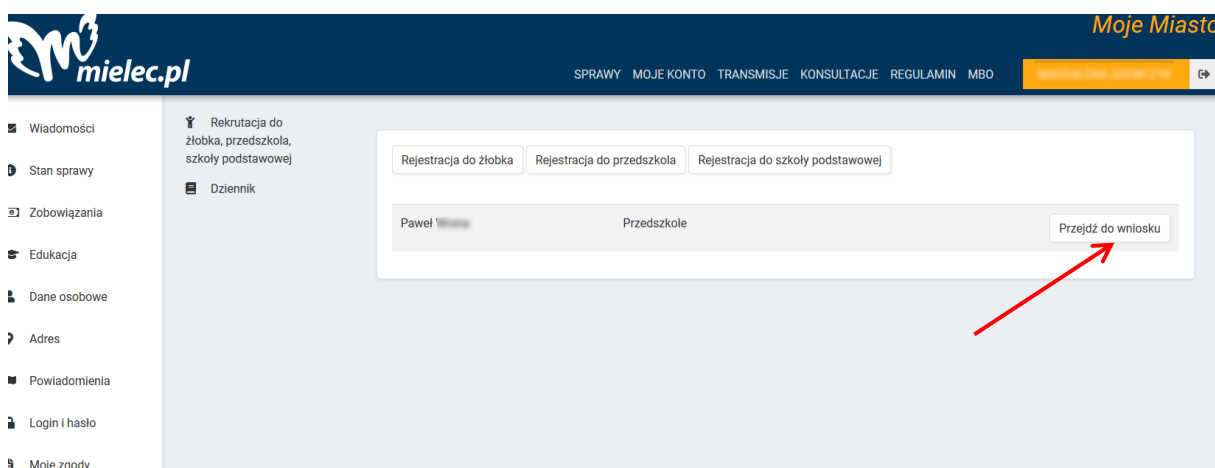 Moje Miasto
mielec.pl
SPRAWY MOJE KONTO TRANSMISJE KONSULTACJE REGULAMIN MBO
Wiadomości
Stan sprawy
Zobowiązania
Edukacja
Dane osobowe
Adres
Powiadomienia
Login i hasło
Moje zgody
Rekrutacja do
żłobka, przedszkola,
szkoły podstawowej
Dziennik
Rejestracja do żłobka Rejestracja do przedszkola Rejestracja do szkoły podstawowej
Paweł Przedszkole Przejdź do wniosku